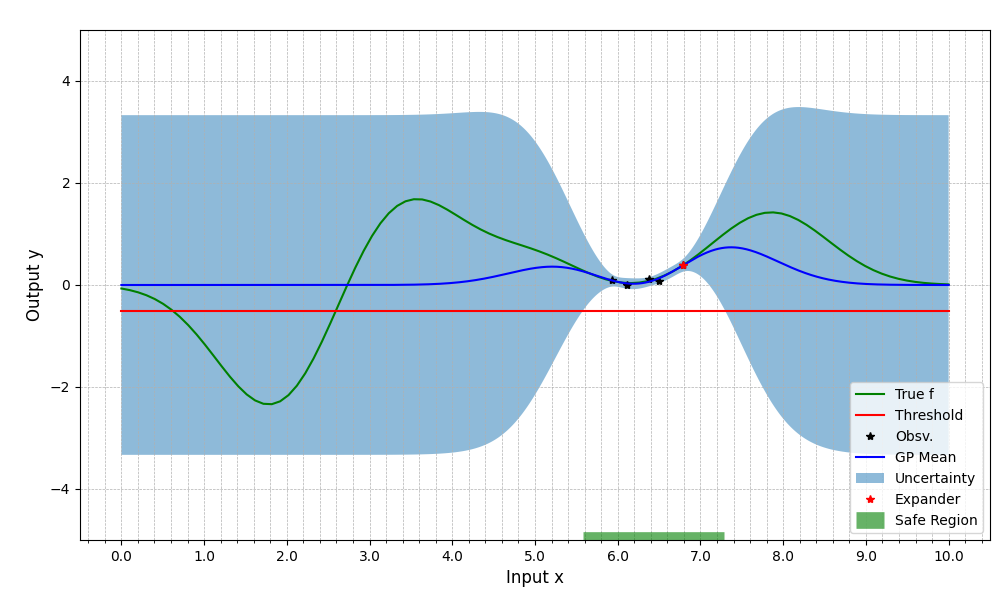 Output y
4
2
0
−2
−4
0.0 1.0 2.0 3.0 4.0 5.0 6.0 7.0 8.0 9.0 10.0
Input x
True f
Threshold
Obsv.
GP Mean
Uncertainty
Expander
Safe Region